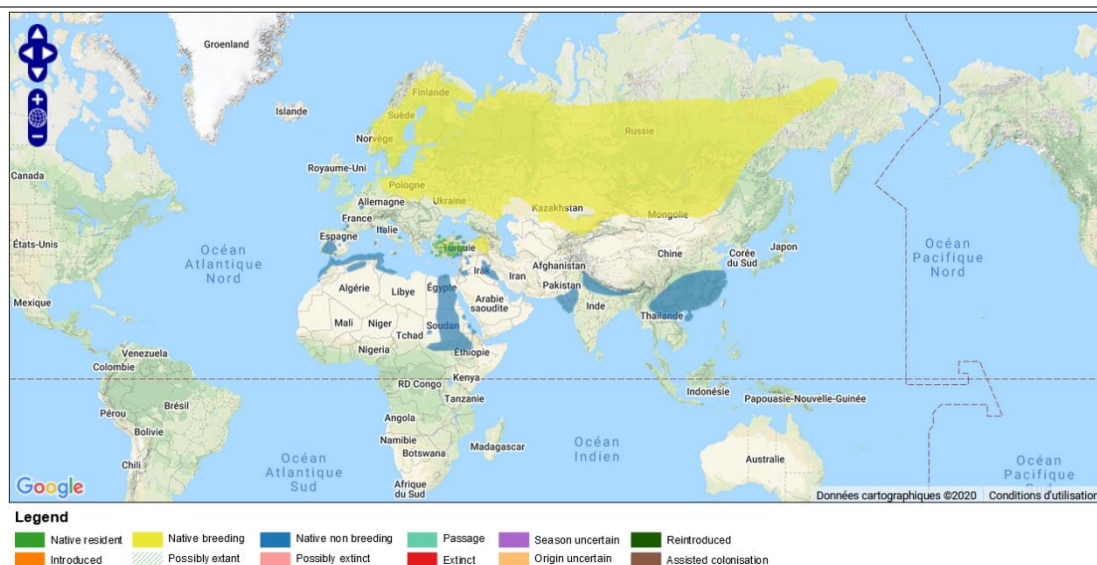 Groenland
Finlande
Islande
Suède
Russie
Norvège
Canada
Royaume-Uni
Pologne
Allemagne
Ukraine
Kazakhstan
Mongolie
France
Italie
États-Unis
Espagne
Turquie
Océan
Atlantique
Nord
Chine
Corée
du Sud
Japon
Océan
Pacifique
Nord
Afghanistan
Irak
Iran
Pakistan
Algérie
Libye
Égypte
Arabie
saoudite
Inde
Mexique
Mali
Niger
Tchad
Soudan
Thaïlande
Nigeria
Éthiopie
Venezuela
Colombie
RD Congo
Kenya
Tanzanie
Indonésie
Papouasie-Nouvelle-Guinée
Pérou
Brésil
Angola
Bolivie
Namibie
Botswana
Madagascar
Océan
Indien
Chili
Océan
Atlantique
Sud
Afrique
du Sud
Australie
Océan
Pacifique
Google
Données cartographiques ©2020 Conditions d'utilisation
Legend
Native resident Native breeding Native non breeding Passage Season uncertain Reintroduced
Introduced Possibly extant Possibly extinct Extinct Origin uncertain Assisted colonisation